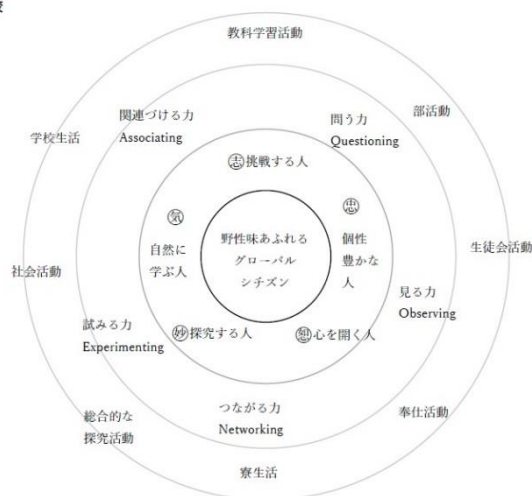 教科学習活動
部活動
生徒会活動
奉仕活動
寮生活
総合的な
探究活動
社会活動
学校生活
関連づける力
Associating
問う力
Questioning
見る力
Observing
つながる力
Networking
試みる力
Experimenting
志挑戦する人
忠
個性
豊かな
人
恕心を開く人
妙探究する人
気
自然に
学ぶ人
野性味あふれる
グローバル
シチズン